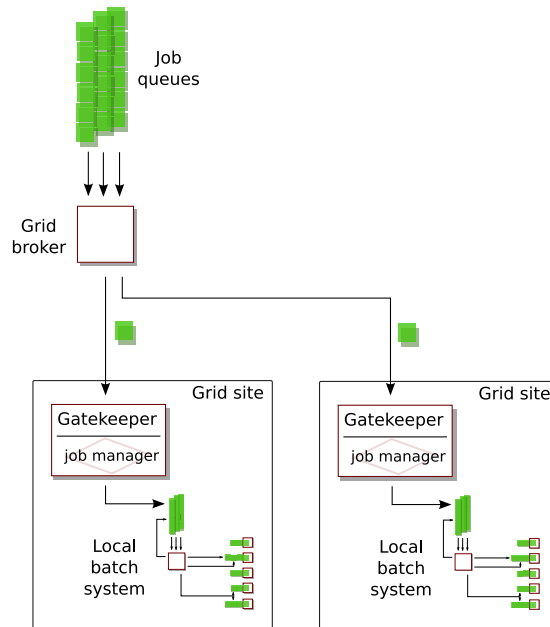 Job
queues
Grid
broker
Grid site
Gatekeeper
job manager
Local
batch
system
Grid site
Gatekeeper
job manager
Local
batch
system